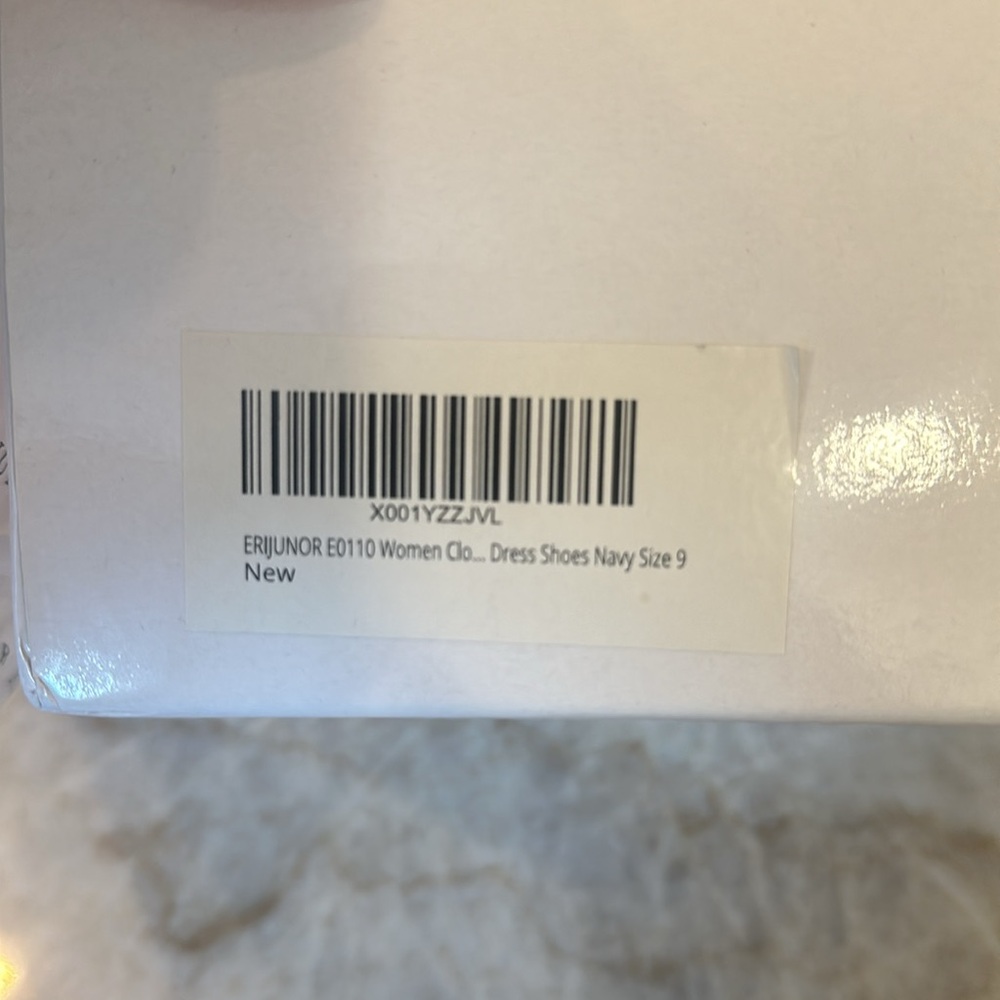 X001YZZJVL
ERIJUNOR E0110 Women Clo... Dress Shoes Navy Size 9
New